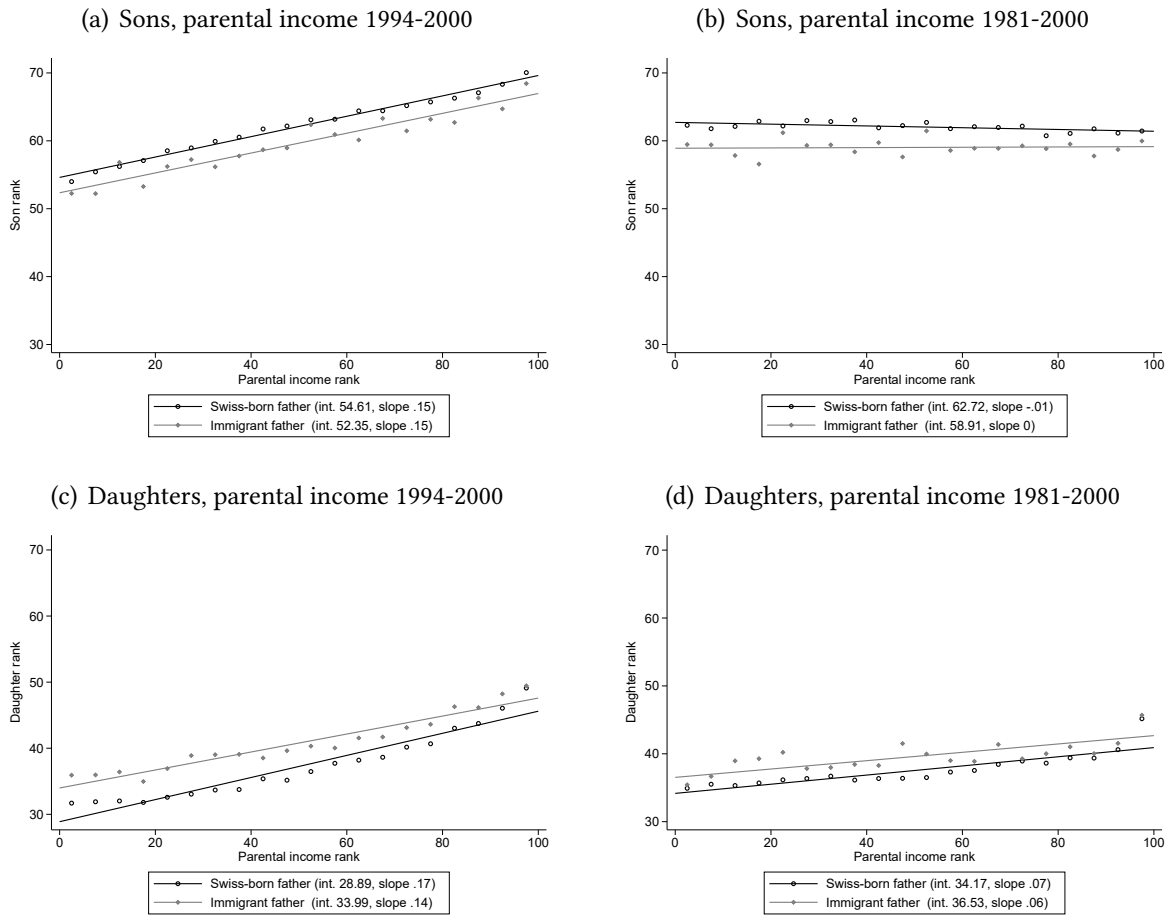 (a) Sons, parental income 1994-2000
70
60
50
40
30
Son rank
0 20 40 60 80 100
Parental income rank
Swiss-born father (int. 54.61, slope .15)
Immigrant father (int. 52.35, slope .15)
(b) Sons, parental income 1981-2000
70
60
50
40
30
Son rank
0 20 40 60 80 100
Parental income rank
Swiss-born father (int. 62.72, slope -.01)
Immigrant father (int. 58.91, slope 0)
(c) Daughters, parental income 1994-2000
70
60
50
40
30
Daughter rank
0 20 40 60 80 100
Parental income rank
Swiss-born father (int. 28.89, slope .17)
Immigrant father (int. 33.99, slope .14)
(d) Daughters, parental income 1981-2000
70
60
50
40
30
Daughter rank
0 20 40 60 80 100
Parental income rank
Swiss-born father (int. 34.17, slope .07)
Immigrant father (int. 36.53, slope .06)